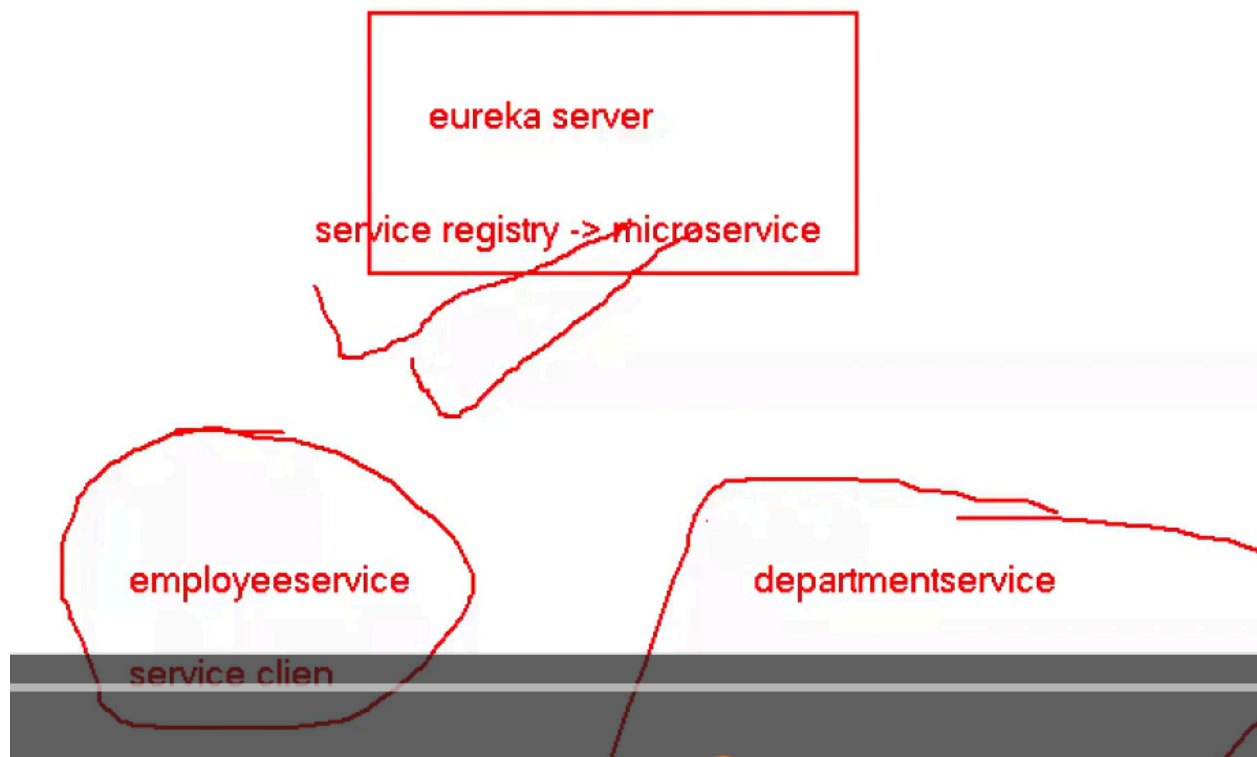 eureka server
service registry -> microservice
employeeservice
departmentservice
service clien